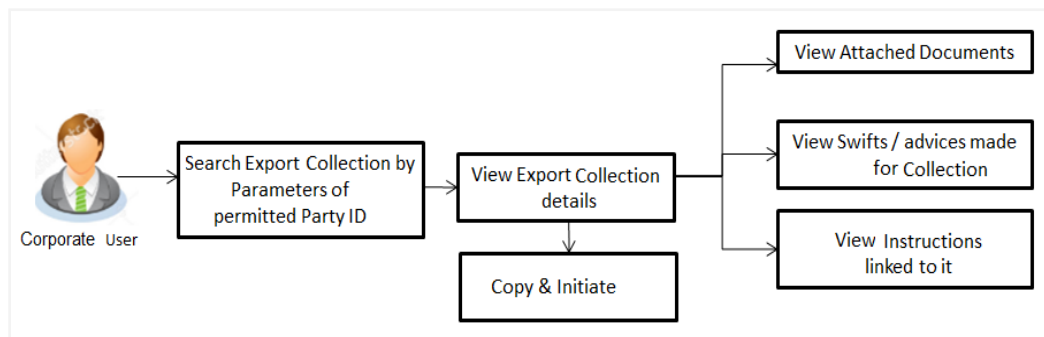 Corporate User
Search Export Collection by
Parameters of
permitted Party ID
View Export Collection
details
Copy & Initiate
View Attached Documents
View Swifts / advices made
for Collection
View Instructions
linked to it